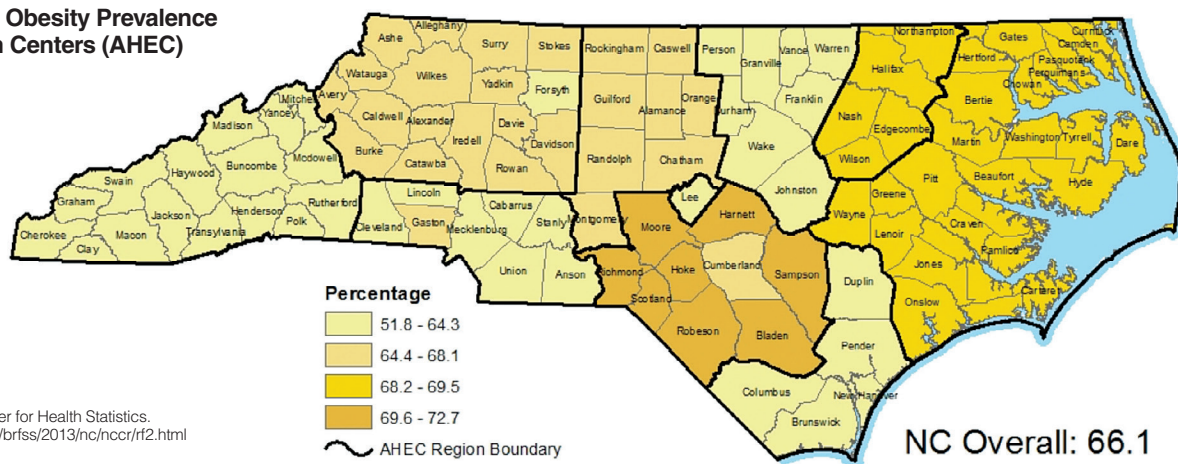 Obesity Prevalence
Centers (AHEC)
Alleghany
Ashe
Surry
Stokes
Rockingham
Caswell
Person
Vance
Warren
Granville
Northampton
Gates
Currituck
Camden
Pasquotank
Perquimans
Hertford
Chowan
Halifax
Bertie
Watauga
Wilkes
Yadkin
Forsyth
Guilford
Alamance
Orange
Durham
Franklin
Nash
Edgecombe
Martin
Washington
Tyrrell
Dare
Mitchell
Avery
Yancey
Caldwell
Alexander
Davie
Iredell
Davidson
Madison
Burke
Catawba
Rowan
Randolph
Chatham
Wake
Wilson
Pitt
Beaufort
Hyde
Buncombe
Mcdowell
Haywood
Swain
Graham
Lincoln
Cabarrus
Rutherford
Henderson
Polk
Jackson
Transylvania
Cherokee
Clay
Macon
Cleveland
Gaston
Mecklenburg
Stanly
Montgomery
Moore
Lee
Harnett
Johnston
Wayne
Greene
Lenoir
Craven
Pamlico
Jones
Carteret
Onslow
Union
Anson
Richmond
Hoke
Scotland
Cumberland
Sampson
Duplin
Robeson
Bladen
Pender
Columbus
New Hanover
Brunswick
Percentage
51.8 - 64.3
64.4 - 68.1
68.2 - 69.5
69.6 - 72.7
AHEC Region Boundary
er for Health Statistics.
/brfss/2013/nc/nccr/rf2.html
NC Overall: 66.1